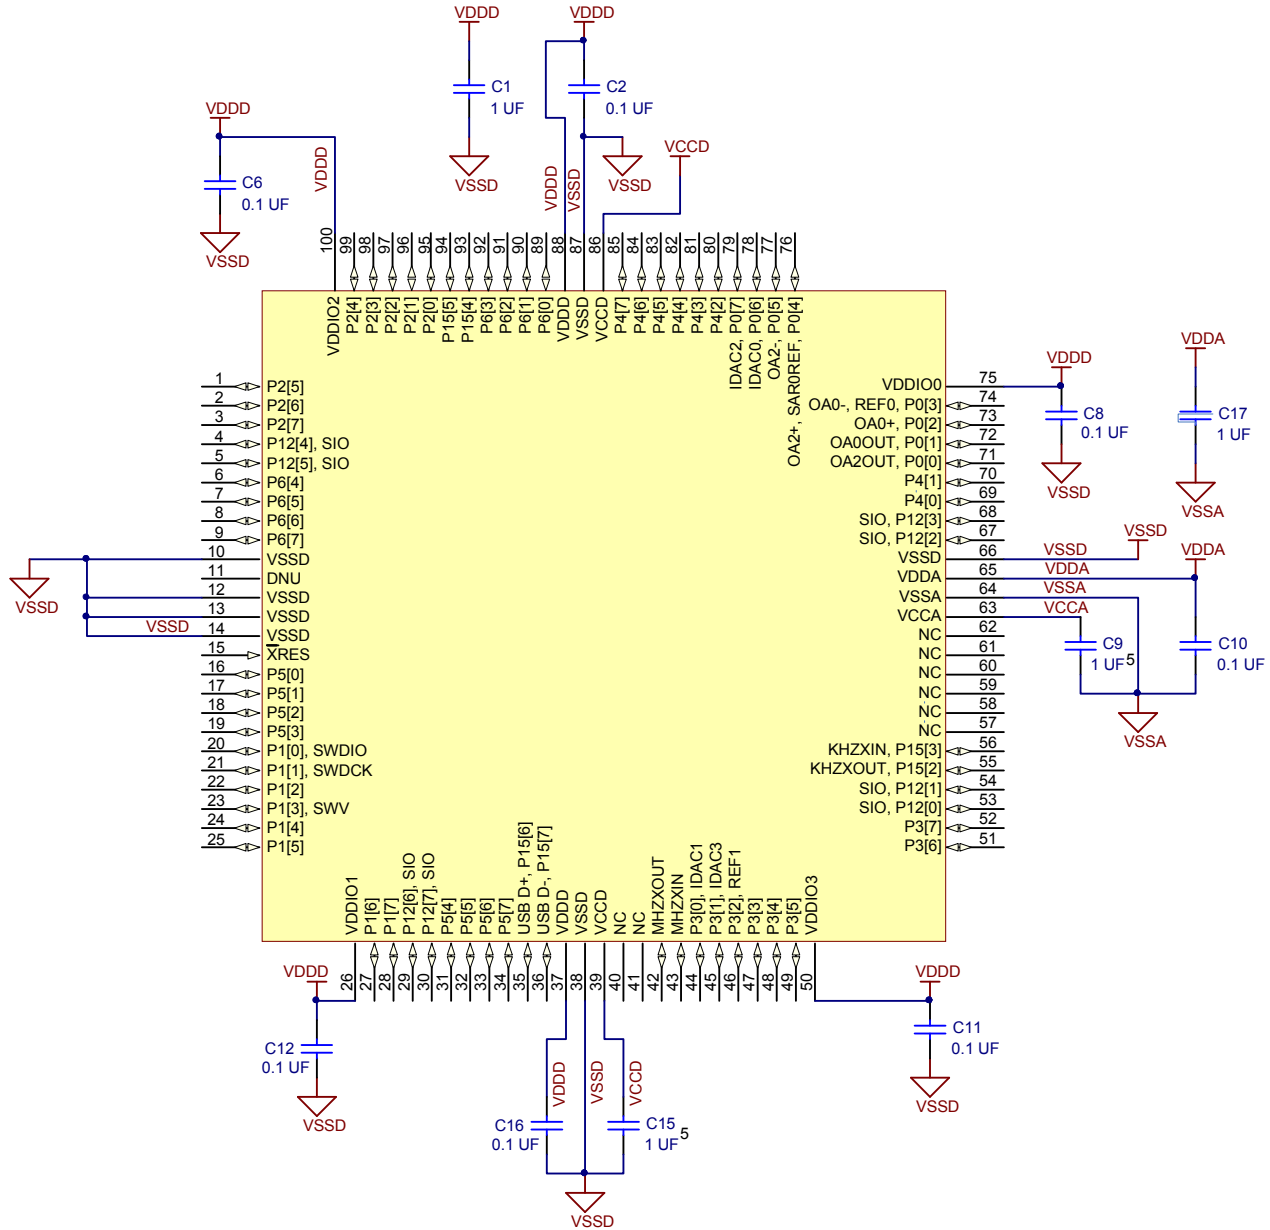 VDDD
C1
1 UF
VSSD
VDDD
C2
0.1 UF
VSSD
VDDD
VSSD
VCCD
VDDD
VDDD
C6
0.1 UF
VSSD
100
99
98
97
96
95
94
93
92
91
90
89
88
87
86
85
84
83
82
81
80
79
78
77
76
VDDIO2
P2[4]
P2[3]
P2[2]
P2[1]
P2[0]
P15[5]
P15[4]
P6[3]
P6[2]
P6[1]
P6[0]
VDDD
VSSD
VCCD
P4[7]
P4[6]
P4[5]
P4[4]
P4[3]
P4[2]
IDAC2, P0[7]
IDAC0, P0[6]
OA2-, P0[5]
OA2+, SAR0REF, P0[4]
1 P2[5]
2 P2[6]
3 P2[7]
4 P12[4], SIO
5 P12[5], SIO
6 P6[4]
7 P6[5]
8 P6[6]
9 P6[7]
10 VSSD
11 DNU
12 VSSD
13 VSSD
VSSD 14 VSSD
15 XRES
16 P5[0]
17 P5[1]
18 P5[2]
19 P5[3]
20 P1[0], SWDIO
21 P1[1], SWDCK
22 P1[2]
23 P1[3], SWV
24 P1[4]
25 P1[5]
VSSD
VDDIO0 75
OA0-, REF0, P0[3] 74
OA0+, P0[2] 73
OA0OUT, P0[1] 72
OA2OUT, P0[0] 71
P4[1] 70
P4[0] 69
SIO, P12[3] 68
SIO, P12[2] 67
VSSD 66 VSSD
VDDA 65 VDDA
VSSA 64 VSSA
VCCA 63 VCCA
NC 62
NC 61
NC 60
NC 59
NC 58
NC 57
KHZXIN, P15[3] 56
KHZXOUT, P15[2] 55
SIO, P12[1] 54
SIO, P12[0] 53
P3[7] 52
P3[6] 51
VDDD
C8
0.1 UF
VSSD
VDDA
C17
1 UF
VSSA
VSSD
VDDA
C9
1 UF5
C10
0.1 UF
VSSA
VDDIO1
P1[6]
P1[7]
P12[6], SIO
P12[7], SIO
P5[4]
P5[5]
P5[6]
P5[7]
USB D+, P15[6]
USB D-, P15[7]
VDDD
VSSD
VCCD
NC
NC
MHZXOUT
MHZXIN
P3[0], IDAC1
P3[1], IDAC3
P3[2], REF1
P3[3]
P3[4]
P3[5]
VDDIO3
26
27
28
29
30
31
32
33
34
35
36
37
38
39
40
41
42
43
44
45
46
47
48
49
50
VDDD
C12
0.1 UF
VSSD
VDDD
VSSD
VCCD
C16
0.1 UF
C15
1 UF5
VSSD
VDDD
C11
0.1 UF
VSSD